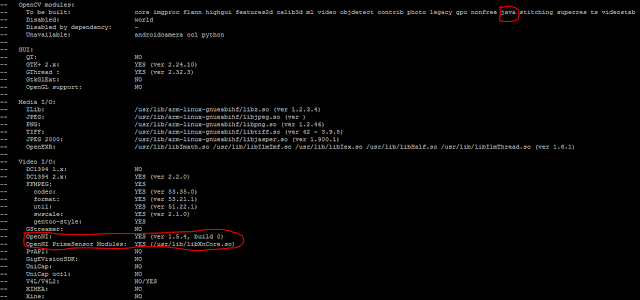 -- OpenCV modules:
-- To be built: core imgproc flann highgui features2d calib3d ml video objdetect contrib photo legacy gpu nonfree java stitching superres ts videostab
-- Disabled: world
-- Disabled by dependency: -
-- Unavailable: androidcamera ocl python
--
-- GUI:
-- QT: NO
-- GTK+ 2.x: YES (ver 2.24.10)
-- GThread : YES (ver 2.32.3)
-- GtkGlExt: NO
-- OpenGL support: NO
--
-- Media I/O:
-- ZLib: /usr/lib/arm-linux-gnueabihf/libz.so (ver 1.2.3.4)
-- JPEG: /usr/lib/arm-linux-gnueabihf/libjpeg.so (ver )
-- PNG: /usr/lib/arm-linux-gnueabihf/libpng.so (ver 1.2.46)
-- TIFF: /usr/lib/arm-linux-gnueabihf/libtiff.so (ver 42 - 3.9.5)
-- JPEG 2000: /usr/lib/arm-linux-gnueabihf/libjasper.so (ver 1.900.1)
-- OpenEXR: /usr/lib/libImath.so /usr/lib/libIlmImf.so /usr/lib/libIex.so /usr/lib/libHalf.so /usr/lib/libIlmThread.so (ver 1.6.1)
--
-- Video I/O:
-- DC1394 1.x: NO
-- DC1394 2.x: YES (ver 2.2.0)
-- FFMPEG: YES
-- codec: YES (ver 53.35.0)
-- format: YES (ver 53.21.1)
-- util: YES (ver 51.22.1)
-- swscale: YES (ver 2.1.0)
-- gentoo-style: YES
-- GStreamer: NO
-- OpenNI: YES (ver 1.5.4, build 0)
-- OpenNI PrimeSensor Modules: YES (/usr/lib/libXnCore.so)
-- PvAPI: NO
-- GigEVisionSDK: NO
-- UniCap: NO
-- UniCap ucil: NO
-- V4L/V4L2: NO/YES
-- XIMEA: NO
-- Xine: NO